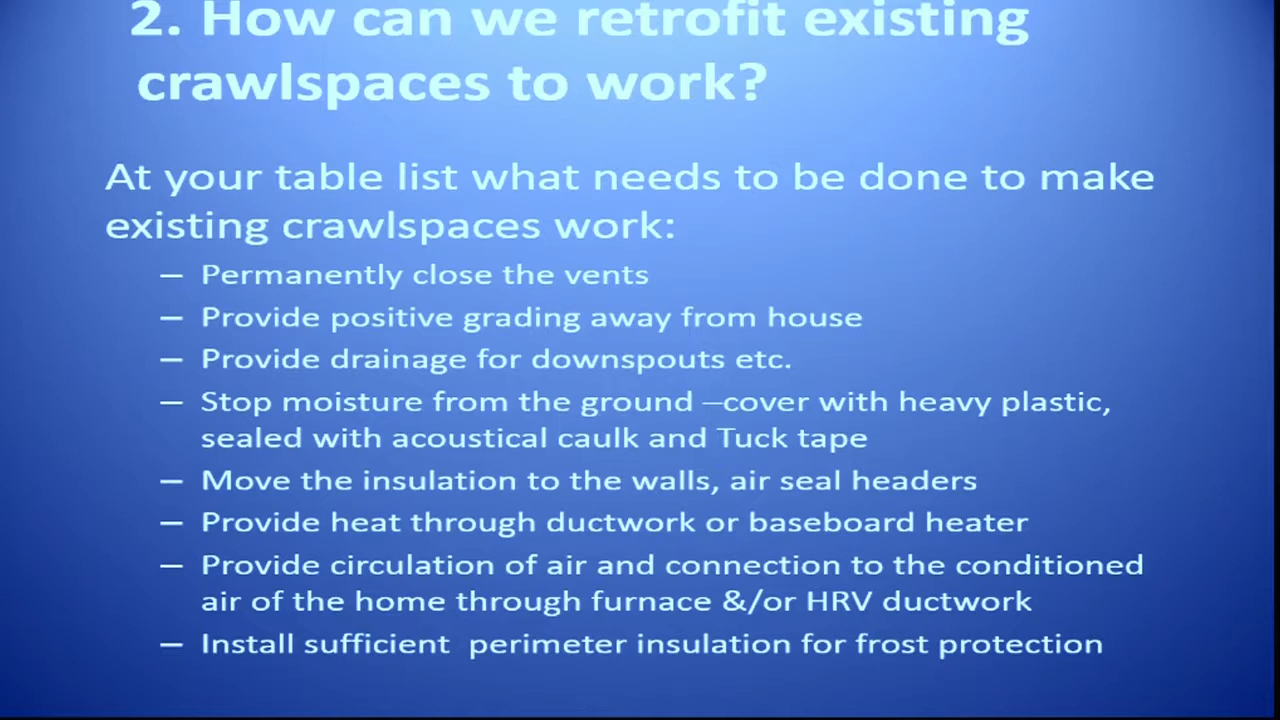 2. How can we retrofit existing
crawlspaces to work?
At your table list what needs to be done to make
existing crawlspaces work:
– Permanently close the vents
– Provide positive grading away from house
– Provide drainage for downspouts etc.
– Stop moisture from the ground –cover with heavy plastic,
sealed with acoustical caulk and Tuck tape
– Move the insulation to the walls, air seal headers
– Provide heat through ductwork or baseboard heater
– Provide circulation of air and connection to the conditioned
air of the home through furnace &/or HRV ductwork
– Install sufficient  perimeter insulation for frost protection